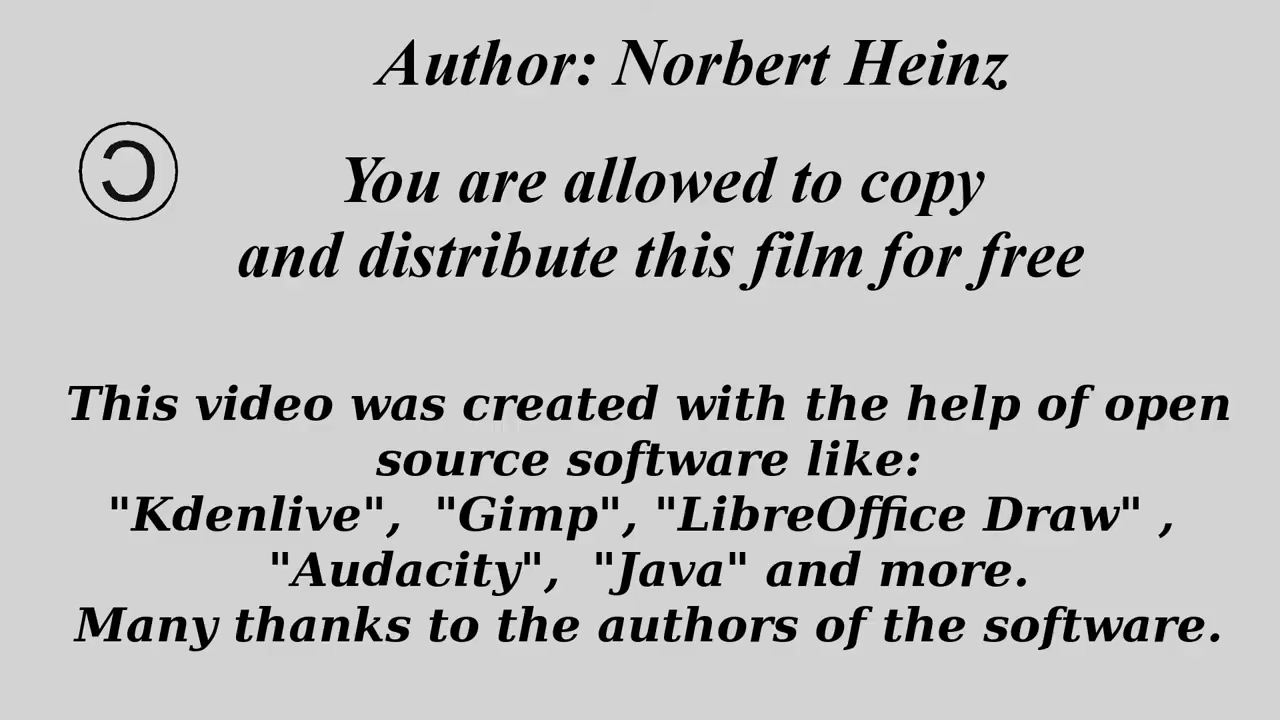 Author: Norbert Heinz
You are allowed to copy
and distribute this film for free
This video was created with the help of open
source software like:
"Kdenlive", "Gimp", "LibreOffice Draw" ,
"Audacity", "Java" and more.
Many thanks to the authors of the software.